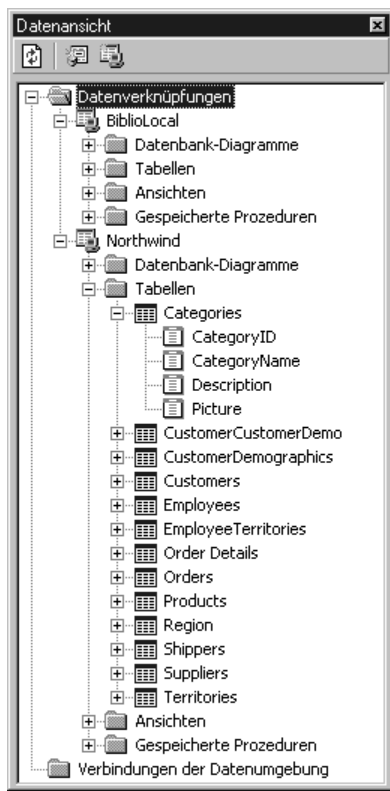 Datenansicht
Datenverknüpfungen
BiblioLocal
Datenbank-Diagramme
Tabellen
Ansichten
Gespeicherte Prozeduren
Northwind
Datenbank-Diagramme
Tabellen
Categories
CategoryID
CategoryName
Description
Picture
CustomerCustomerDemo
CustomerDemographics
Customers
Employees
EmployeeTerritories
Order Details
Orders
Products
Region
Shippers
Suppliers
Territories
Ansichten
Gespeicherte Prozeduren
Verbindungen der Datenumgebung